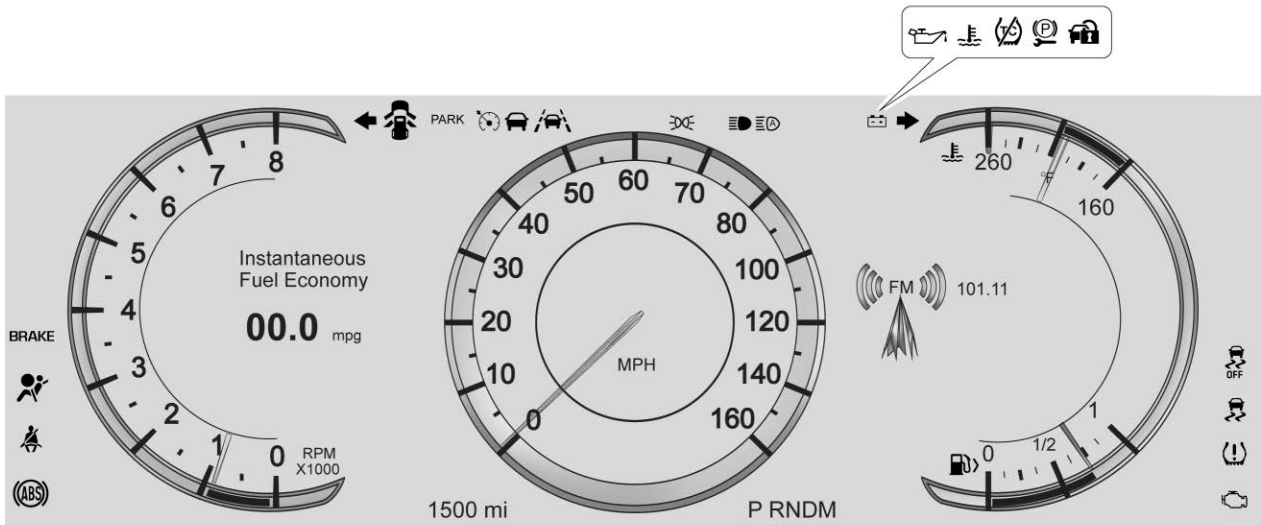 TC
P
PARK
A
8
7
6
5
4
3
2
1
0
RPM
X1000
Instantaneous
Fuel Economy
00.0 mpg
BRAKE
ABS
0
10
20
30
40
50
60
70
80
100
120
140
160
MPH
1500 mi
P RNDM
260
°F
160
FM
101.11
0
1/2
1
OFF